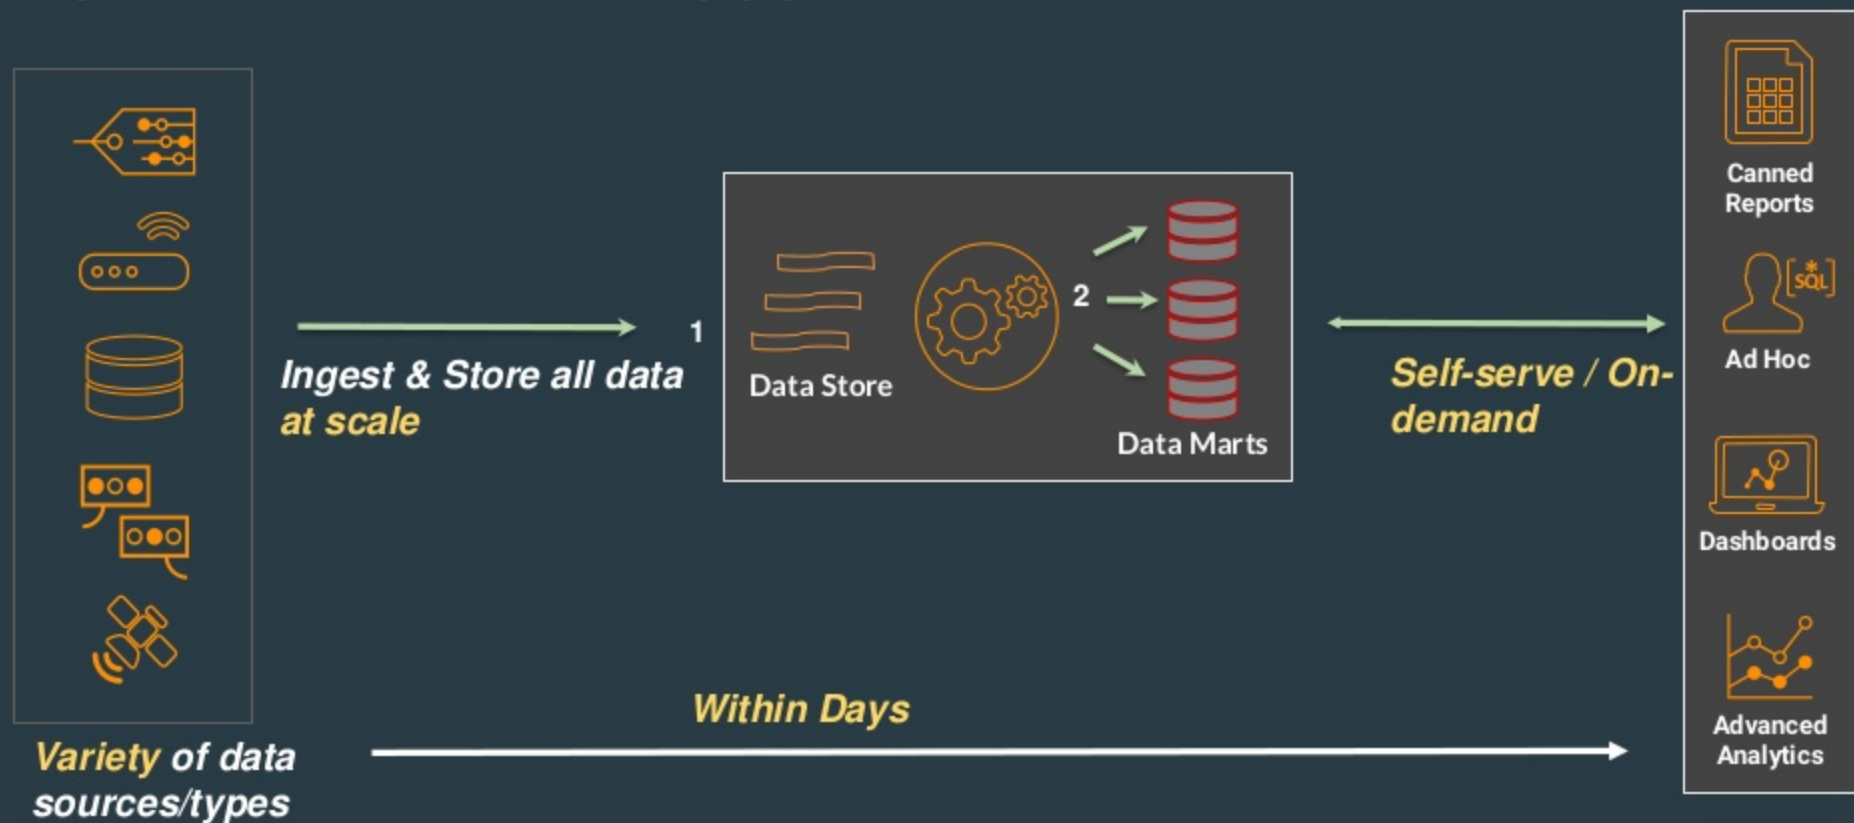 Canned
Reports
*
SQL
Ad Hoc
Dashboards
Advanced
Analytics
1
2
Data Store
Data Marts
Ingest & Store all data
at scale
Self-serve / On-
demand
Within Days
Variety of data
sources/types